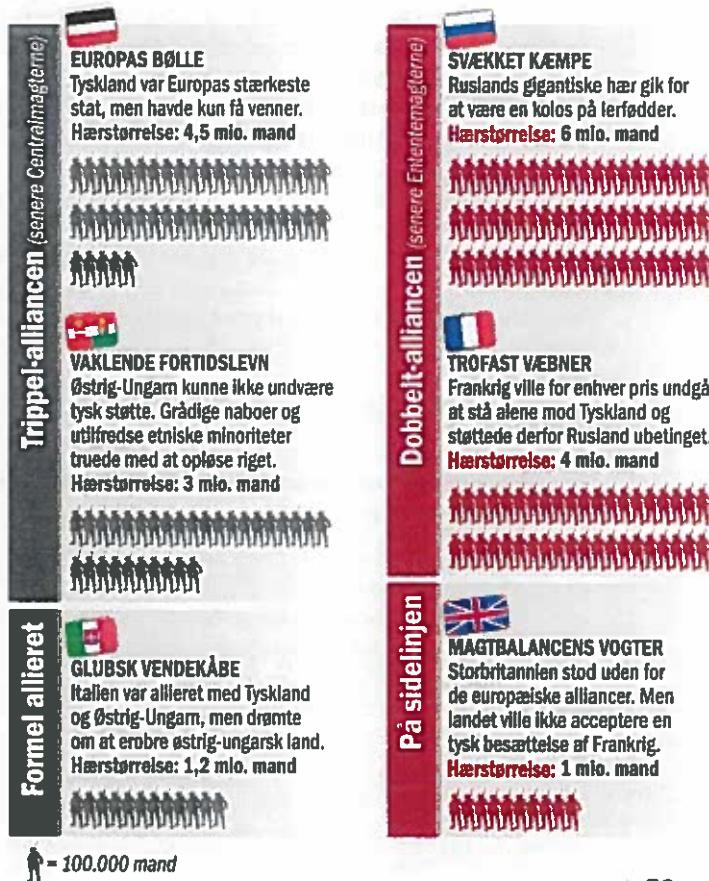 Trippel-alliancen (senere Centralmagterne)
EUROPAS BØLLE
Tyskland var Europas stærkeste
stat, men havde kun få venner.
Hærstørrelse: 4,5 mio. mand
VAKLENDE FORTIDSLEVN
Østrig-Ungarn kunne ikke undvære
tysk støtte. Grådige naboer og
utilfredse etniske minoriteter
truede med at opløse riget.
Hærstørrelse: 3 mio. mand
Formel allieret
GLUBSK VENDEKÅBE
Italien var allieret med Tyskland
og Østrig-Ungarn, men drømte
om at erobre østrig-ungarsk land.
Hærstørrelse: 1,2 mio. mand
= 100.000 mand
Dobbelt-alliancen (senere Ententemagterne)
SVÆKKET KÆMPE
Ruslands gigantiske hær gik for
at være en kolos på lerfødder.
Hærstørrelse: 6 mio. mand
TROFAST VÆBNER
Frankrig ville for enhver pris undgå
at stå alene mod Tyskland og
støttede derfor Rusland ubetinget.
Hærstørrelse: 4 mio. mand
På sidelinjen
MAGTBALANCENS VOGTER
Storbritannien stod uden for
de europæiske alliancer. Men
landet ville ikke acceptere en
tysk besættelse af Frankrig.
Hærstørrelse: 1 mio. mand